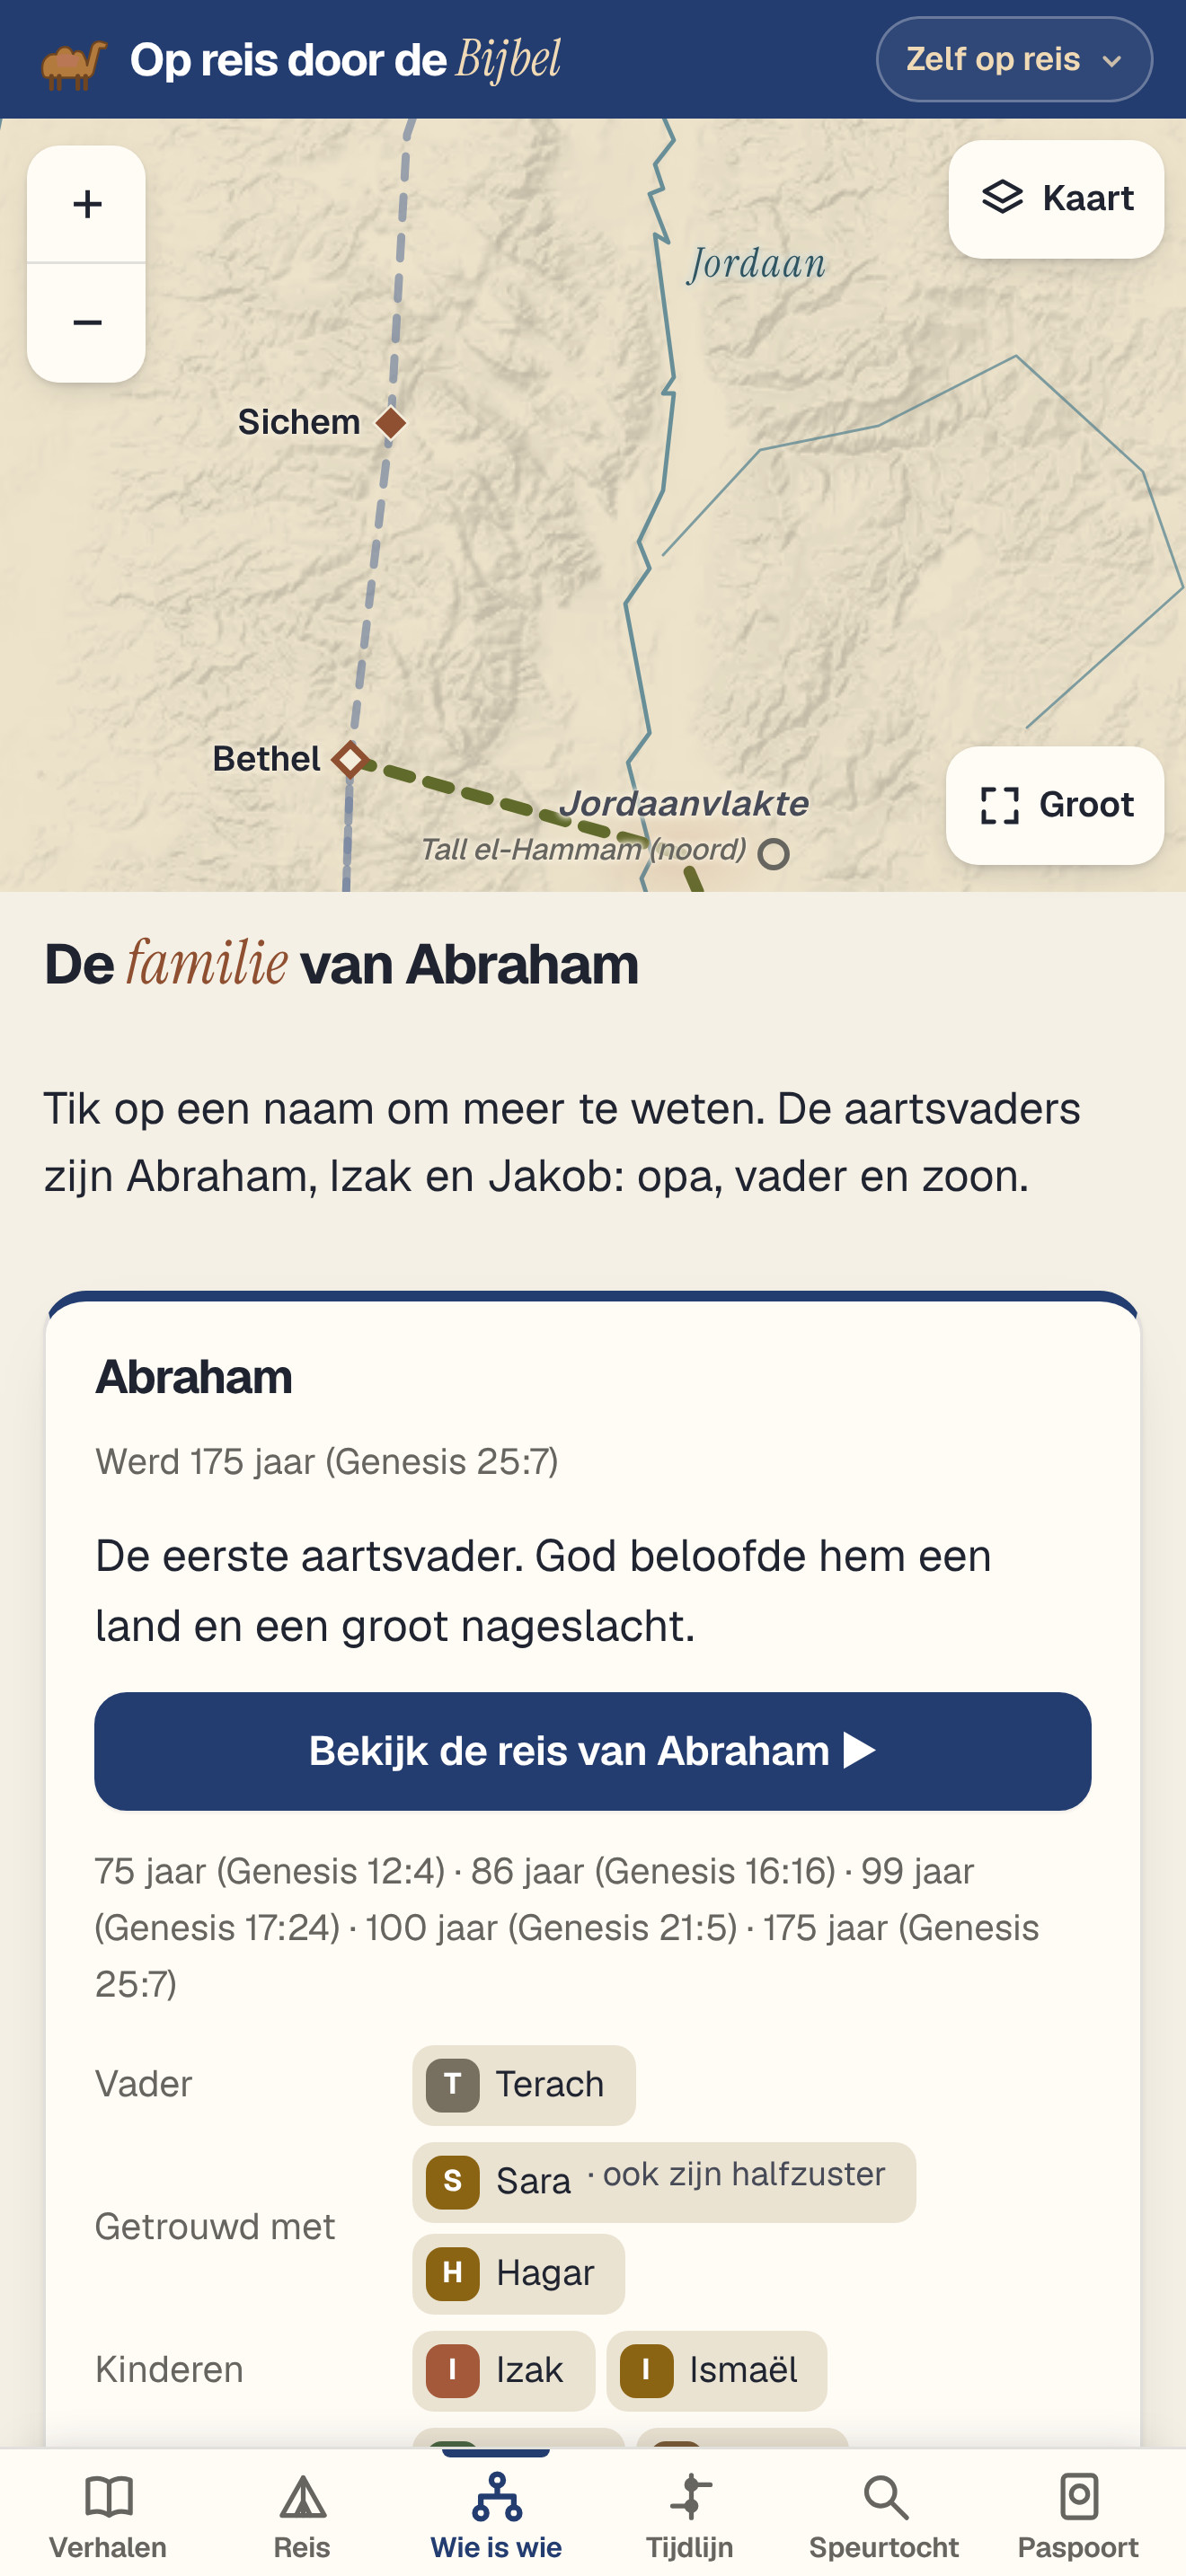 Op reis door de Bijbel
Zelf op reis
+
Kaart
−
Jordaan
Sichem
Bethel
Jordaanvlakte
Groot
Tall el-Hammam (noord)
De familie van Abraham
Tik op een naam om meer te weten. De aartsvaders
zijn Abraham, Izak en Jakob: opa, vader en zoon.
Abraham
Werd 175 jaar (Genesis 25:7)
De eerste aartsvader. God beloofde hem een
land en een groot nageslacht.
Bekijk de reis van Abraham ▶
75 jaar (Genesis 12:4) · 86 jaar (Genesis 16:16) · 99 jaar
(Genesis 17:24) · 100 jaar (Genesis 21:5) · 175 jaar (Genesis
25:7)
Vader
T Terach
Getrouwd met
S Sara · ook zijn halfzuster
H Hagar
Kinderen
I Izak
I Ismaël
Verhalen
Reis
Wie is wie
Tijdlijn
Speurtocht
Paspoort